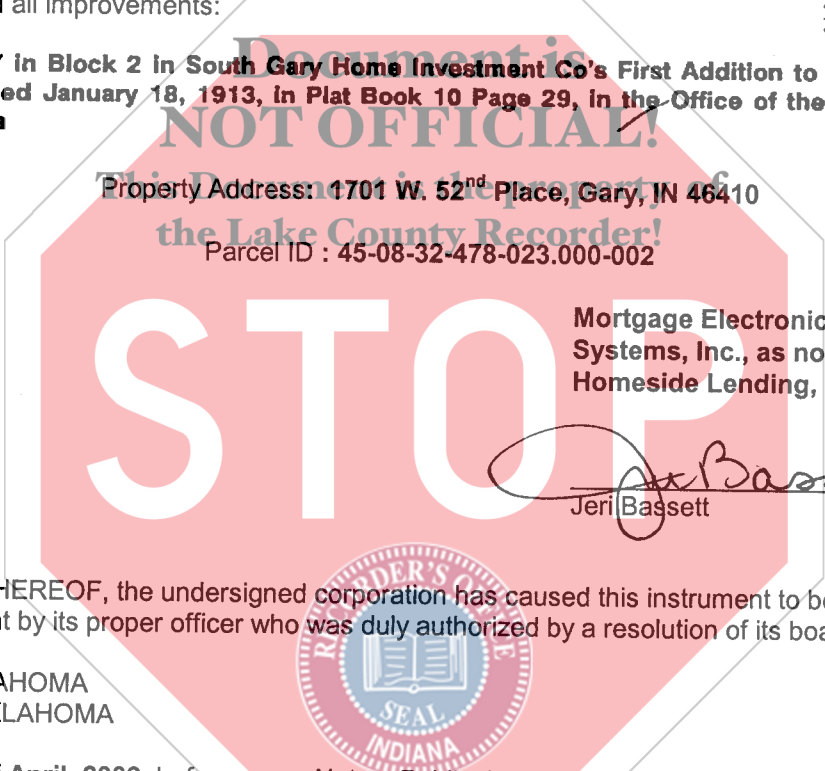 all improvements:
in Block 2 in South Gary Home Investment Co's First Addition to
ed January 18, 1913, in Plat Book 10 Page 29, in the Office of the
Document is
NOT OFFICIAL!
This Document is the property of
the Lake County Recorder!
Property Address: 1701 W. 52nd Place, Gary, IN 46410
Parcel ID : 45-08-32-478-023.000-002
STOP
Mortgage Electronic
Systems, Inc., as no
Homeside Lending,
Jeri Bass
Jeri Bassett
HEREOF, the undersigned corporation has caused this instrument to be
t by its proper officer who was duly authorized by a resolution of its boa
AHOMA
LAHOMA
RECORDER'S OFFICE
SEAL
INDIANA